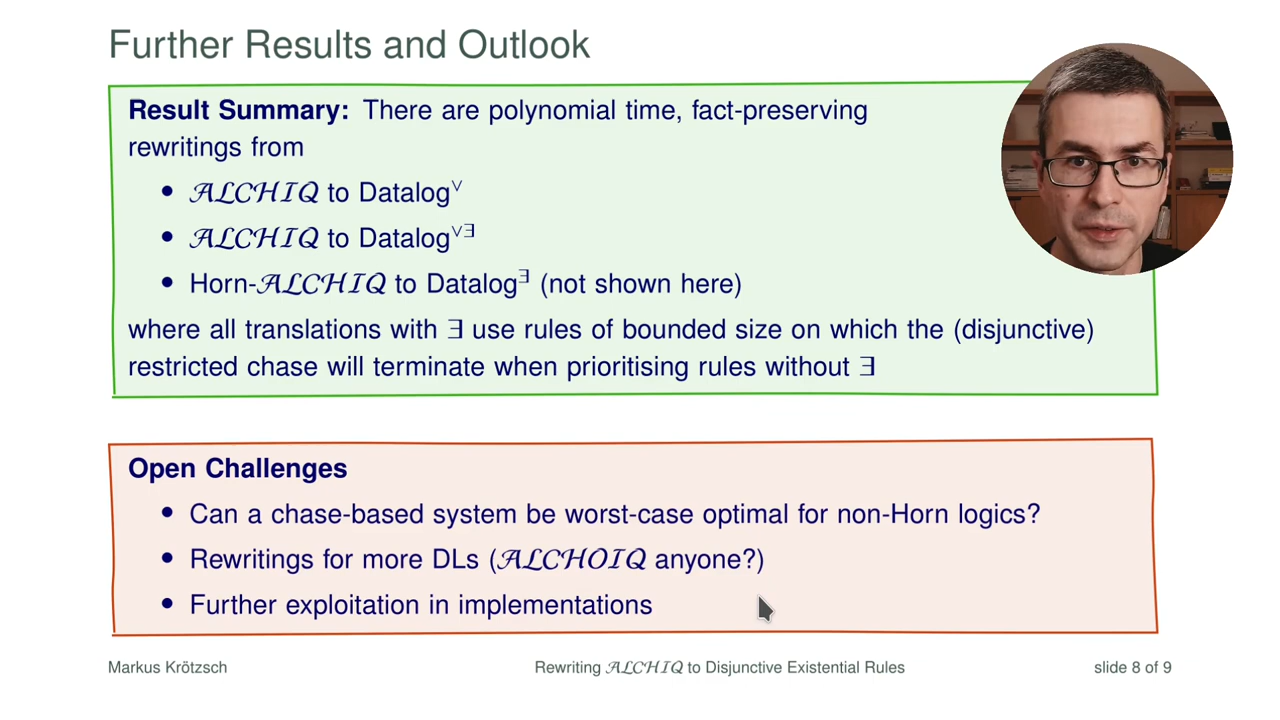 Further Results and Outlook
Result Summary: There are polynomial time, fact-preserving
rewritings from
• 𝒜ℒ𝒞ℋℐ𝒬 to Datalog^∨
• 𝒜ℒ𝒞ℋℐ𝒬 to Datalog^∨∃
• Horn-𝒜ℒ𝒞ℋℐ𝒬 to Datalog^∃ (not shown here)
where all translations with ∃ use rules of bounded size on which the (disjunctive)
restricted chase will terminate when prioritising rules without ∃
Open Challenges
• Can a chase-based system be worst-case optimal for non-Horn logics?
• Rewritings for more DLs (𝒜ℒ𝒞ℋ𝒪ℐ𝒬 anyone?)
• Further exploitation in implementations
Markus Krötzsch
Rewriting 𝒜ℒ𝒞ℋℐ𝒬 to Disjunctive Existential Rules
slide 8 of 9